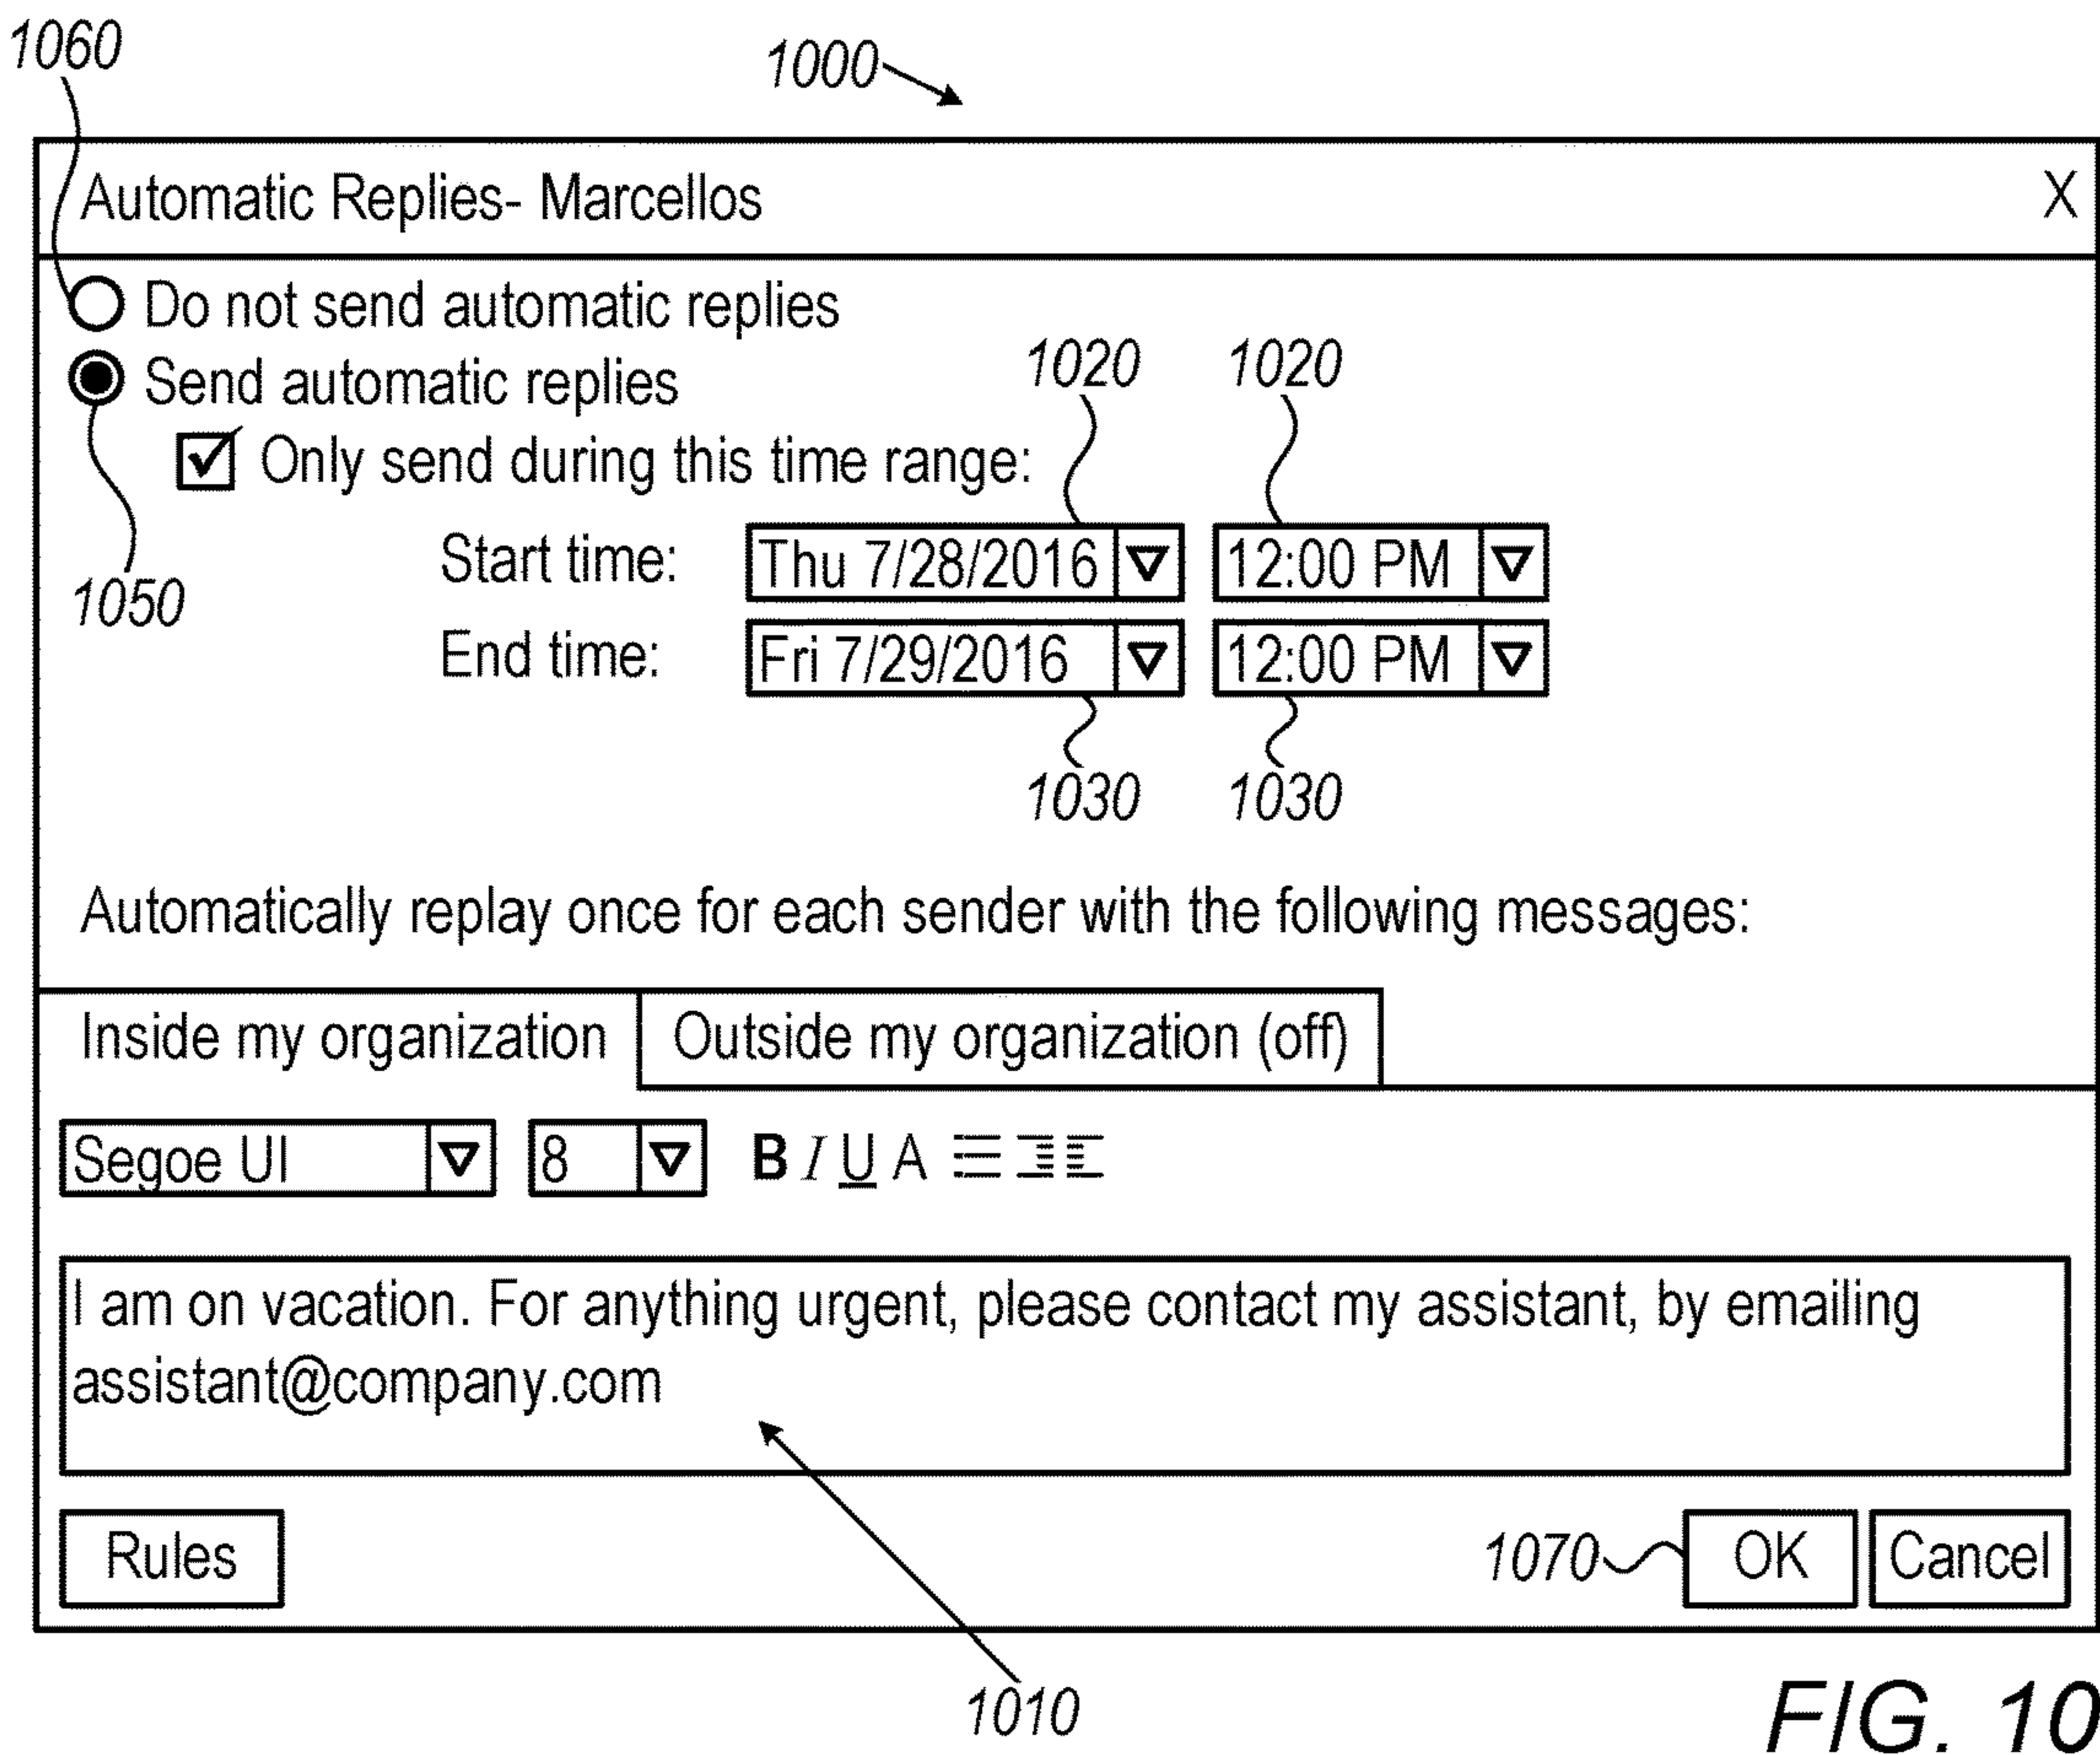 1060
1000
Automatic Replies- Marcellos X
Do not send automatic replies
Send automatic replies
1020 1020
Only send during this time range:
Start time: Thu 7/28/2016 12:00 PM
1050
End time: Fri 7/29/2016 12:00 PM
1030 1030
Automatically replay once for each sender with the following messages:
Inside my organization Outside my organization (off)
Segoe UI 8 B I U A
I am on vacation. For anything urgent, please contact my assistant, by emailing
assistant@company.com
Rules 1070 OK Cancel
1010
FIG. 10